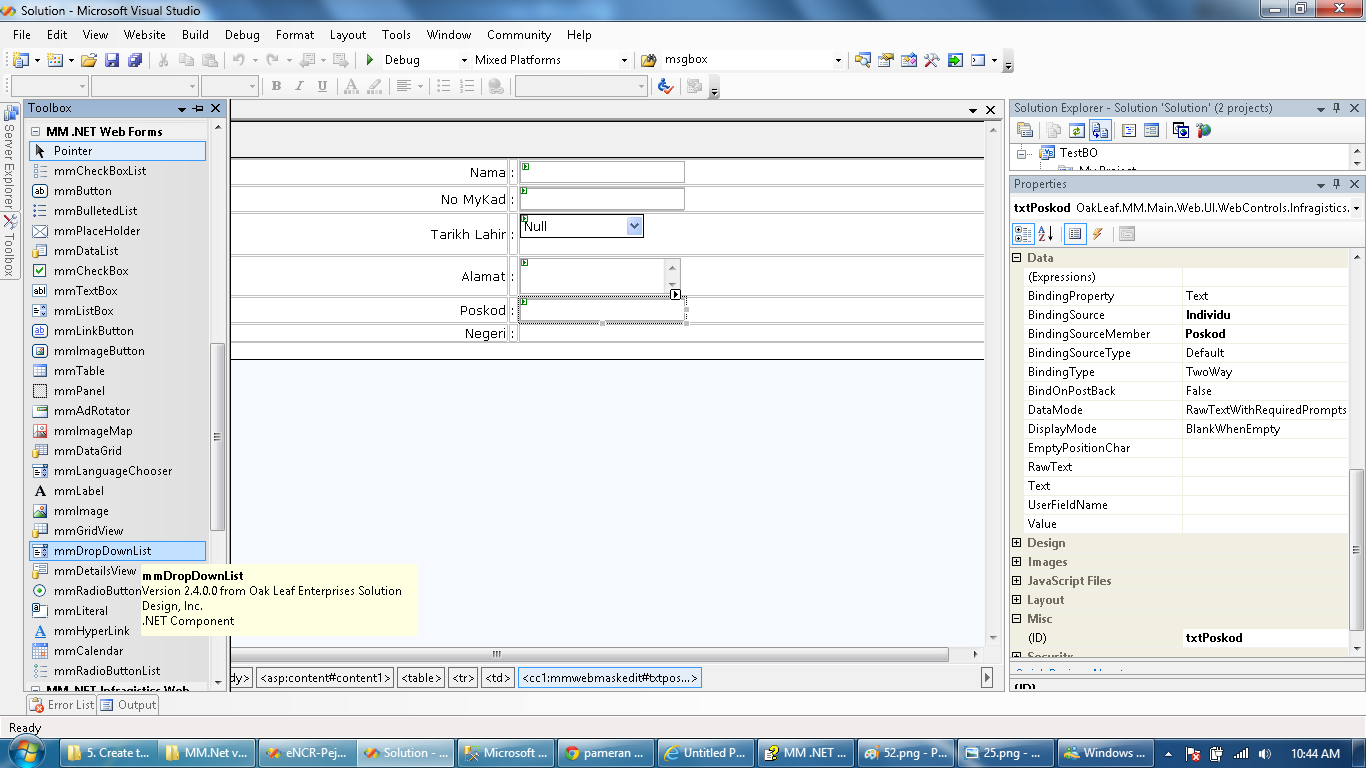 Solution - Microsoft Visual Studio
File Edit View Website Build Debug Format Layout Tools Window Community Help
Debug Mixed Platforms msgbox
B I U A
Toolbox
Server Explorer
Toolbox
MM .NET Web Forms
Pointer
mmCheckBoxList
mmButton
mmBulletedList
mmPlaceHolder
mmDataList
mmCheckBox
mmTextBox
mmListBox
mmLinkButton
mmImageButton
mmTable
mmPanel
mmAdRotator
mmImageMap
mmDataGrid
mmLanguageChooser
mmLabel
mmImage
mmGridView
mmDropDownList
mmDetailsView
mmRadioButton
mmLiteral
mmHyperLink
mmCalendar
mmRadioButtonList
MM .NET Infragistics Web
mmDropDownList
Version 2.4.0.0 from Oak Leaf Enterprises Solution
Design, Inc.
.NET Component
Nama :
No MyKad :
Tarikh Lahir : Null
Alamat :
Poskod :
Negeri :
dy> <asp:content#content1> <table> <tr> <td> <cc1:mmwebmaskedit#txtpos...>
Solution Explorer - Solution 'Solution' (2 projects)
TestBO
My Project
Properties
txtPoskod OakLeaf.MM.Main.Web.UI.WebControls.Infragistics.
Data
(Expressions)
BindingProperty Text
BindingSource Individu
BindingSourceMember Poskod
BindingSourceType Default
BindingType TwoWay
BindOnPostBack False
DataMode RawTextWithRequiredPrompts
DisplayMode BlankWhenEmpty
EmptyPositionChar
RawText
Text
UserFieldName
Value
Design
Images
JavaScript Files
Layout
Misc
(ID) txtPoskod
Security
(ID)
Error List Output
Ready
5. Create t... MM.Net v... eNCR-Pej... Solution - ... Microsoft ... pameran ... Untitled P... MM .NET ... 52.png - P... 25.png - ... Windows ... 10:44 AM